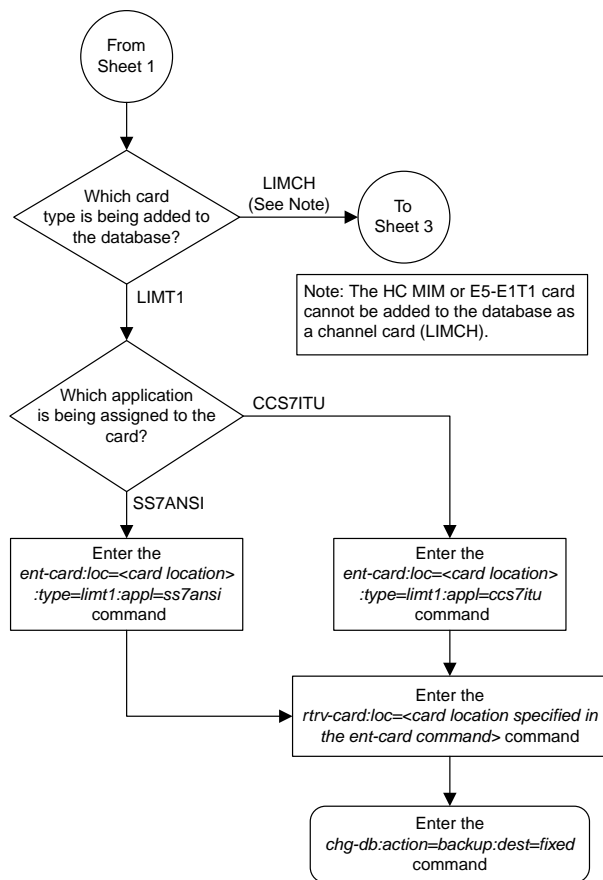 From
Sheet 1
Which card
type is being added to
the database?
LIMCH
(See Note)
To
Sheet 3
LIMT1
Note: The HC MIM or E5-E1T1 card
cannot be added to the database as
a channel card (LIMCH).
Which application
is being assigned to the
card?
CCS7ITU
SS7ANSI
Enter the
ent-card:loc=<card location>
:type=limt1:appl=ss7ansi
command
Enter the
ent-card:loc=<card location>
:type=limt1:appl=ccs7itu
command
Enter the
rtrv-card:loc=<card location specified in
the ent-card command> command
Enter the
chg-db:action=backup:dest=fixed
command